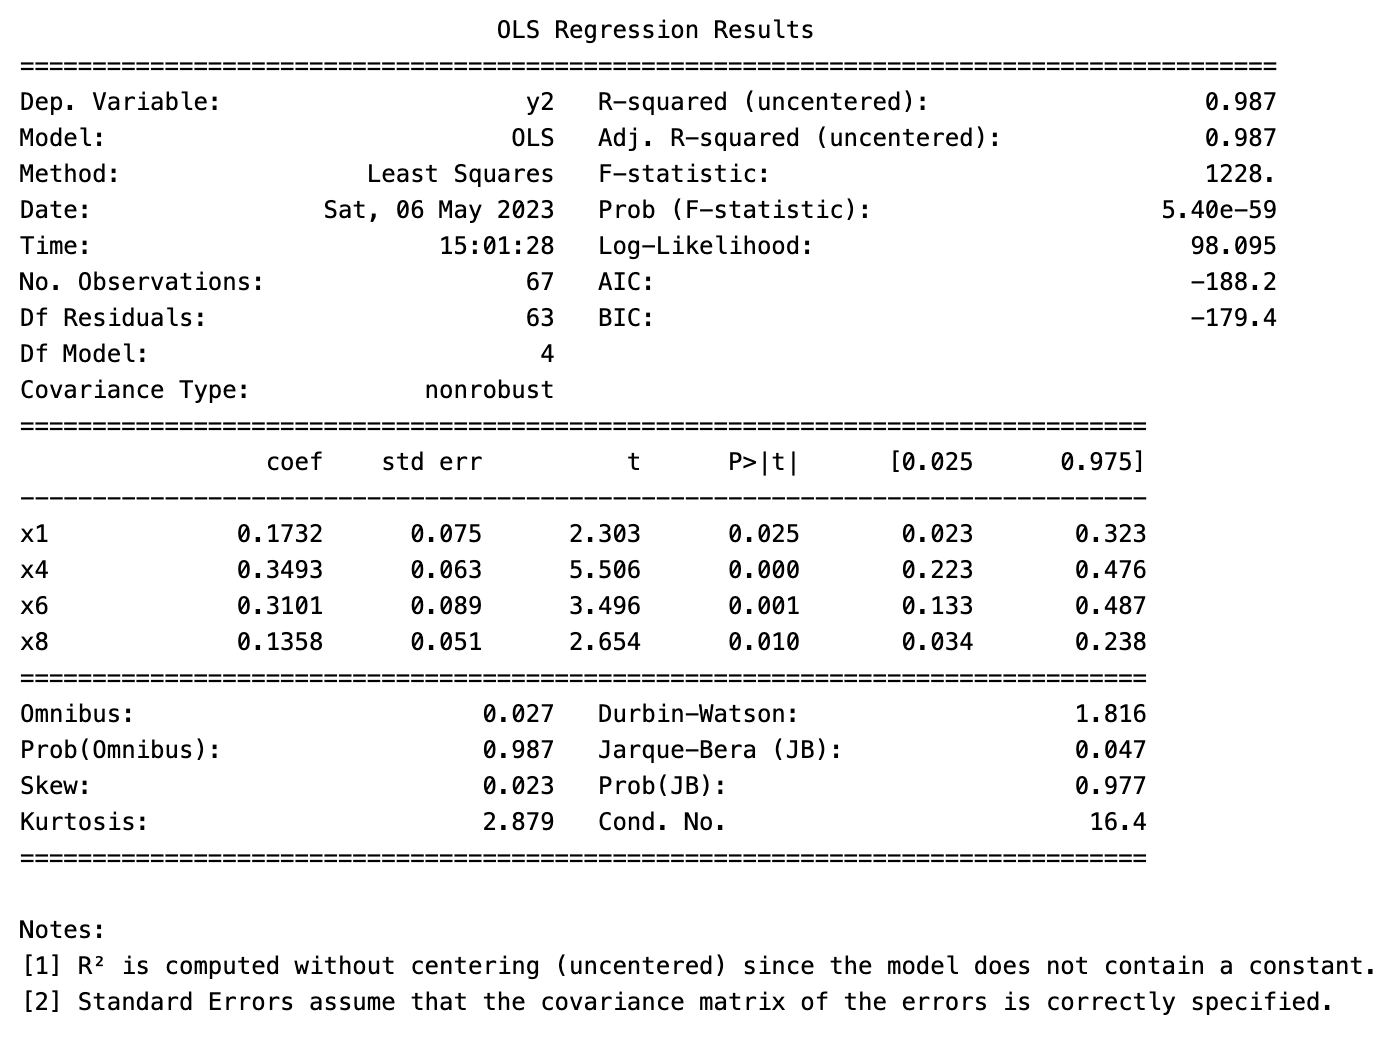 OLS Regression Results
=======================================================================================
Dep. Variable: y2 R-squared (uncentered): 0.987
Model: OLS Adj. R-squared (uncentered): 0.987
Method: Least Squares F-statistic: 1228.
Date: Sat, 06 May 2023 Prob (F-statistic): 5.40e-59
Time: 15:01:28 Log-Likelihood: 98.095
No. Observations: 67 AIC: -188.2
Df Residuals: 63 BIC: -179.4
Df Model: 4
Covariance Type: nonrobust
==============================================================================
coef std err t P>|t| [0.025 0.975]
------------------------------------------------------------------------------
x1 0.1732 0.075 2.303 0.025 0.023 0.323
x4 0.3493 0.063 5.506 0.000 0.223 0.476
x6 0.3101 0.089 3.496 0.001 0.133 0.487
x8 0.1358 0.051 2.654 0.010 0.034 0.238
==============================================================================
Omnibus: 0.027 Durbin-Watson: 1.816
Prob(Omnibus): 0.987 Jarque-Bera (JB): 0.047
Skew: 0.023 Prob(JB): 0.977
Kurtosis: 2.879 Cond. No. 16.4
==============================================================================
Notes:
[1] R² is computed without centering (uncentered) since the model does not contain a constant.
[2] Standard Errors assume that the covariance matrix of the errors is correctly specified.